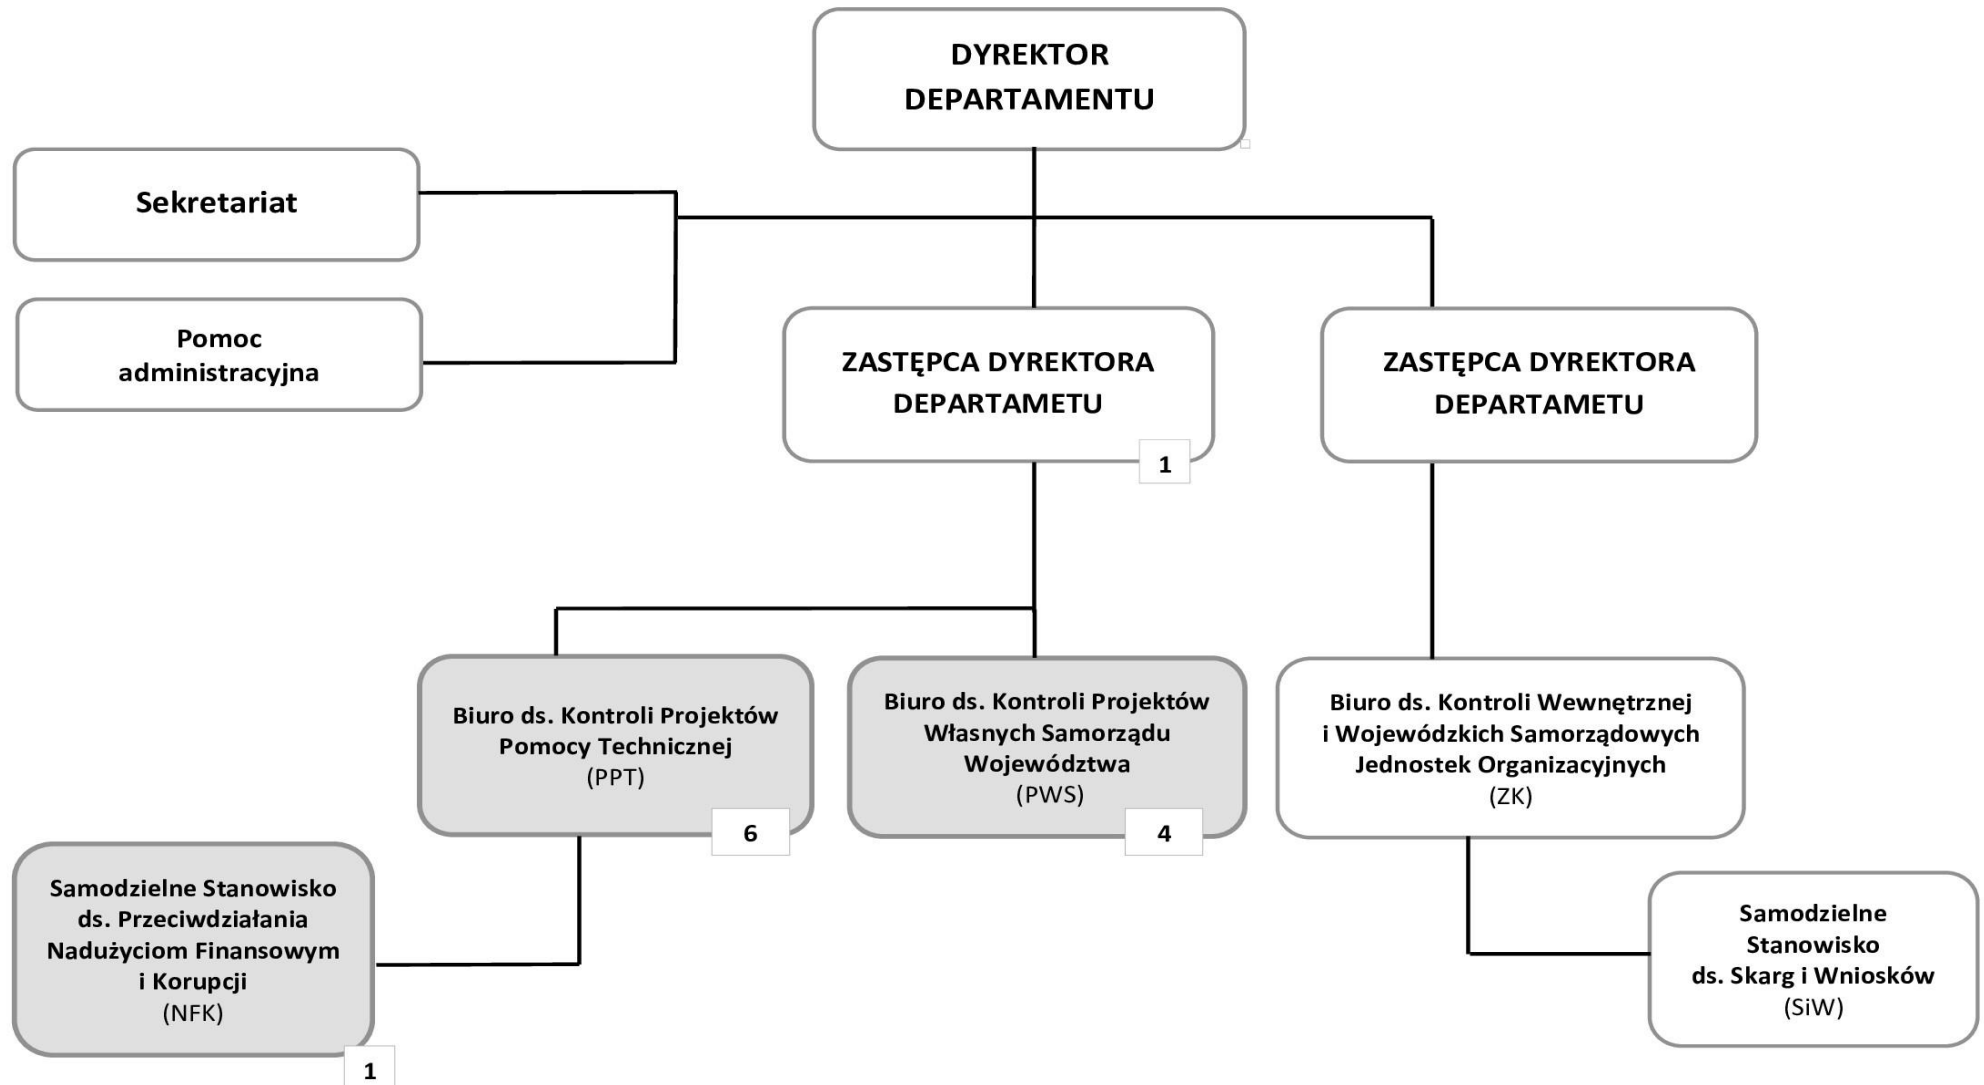 DYREKTOR
DEPARTAMENTU
Sekretariat
Pomoc
administracyjna
ZASTĘPCA DYREKTORA
DEPARTAMETU
1
ZASTĘPCA DYREKTORA
DEPARTAMETU
Biuro ds. Kontroli Projektów
Pomocy Technicznej
(PPT)
6
Biuro ds. Kontroli Projektów
Własnych Samorządu
Województwa
(PWS)
4
Biuro ds. Kontroli Wewnętrznej
i Wojewódzkich Samorządowych
Jednostek Organizacyjnych
(ZK)
Samodzielne Stanowisko
ds. Przeciwdziałania
Nadużyciom Finansowym
i Korupcji
(NFK)
1
Samodzielne
Stanowisko
ds. Skarg i Wniosków
(SiW)